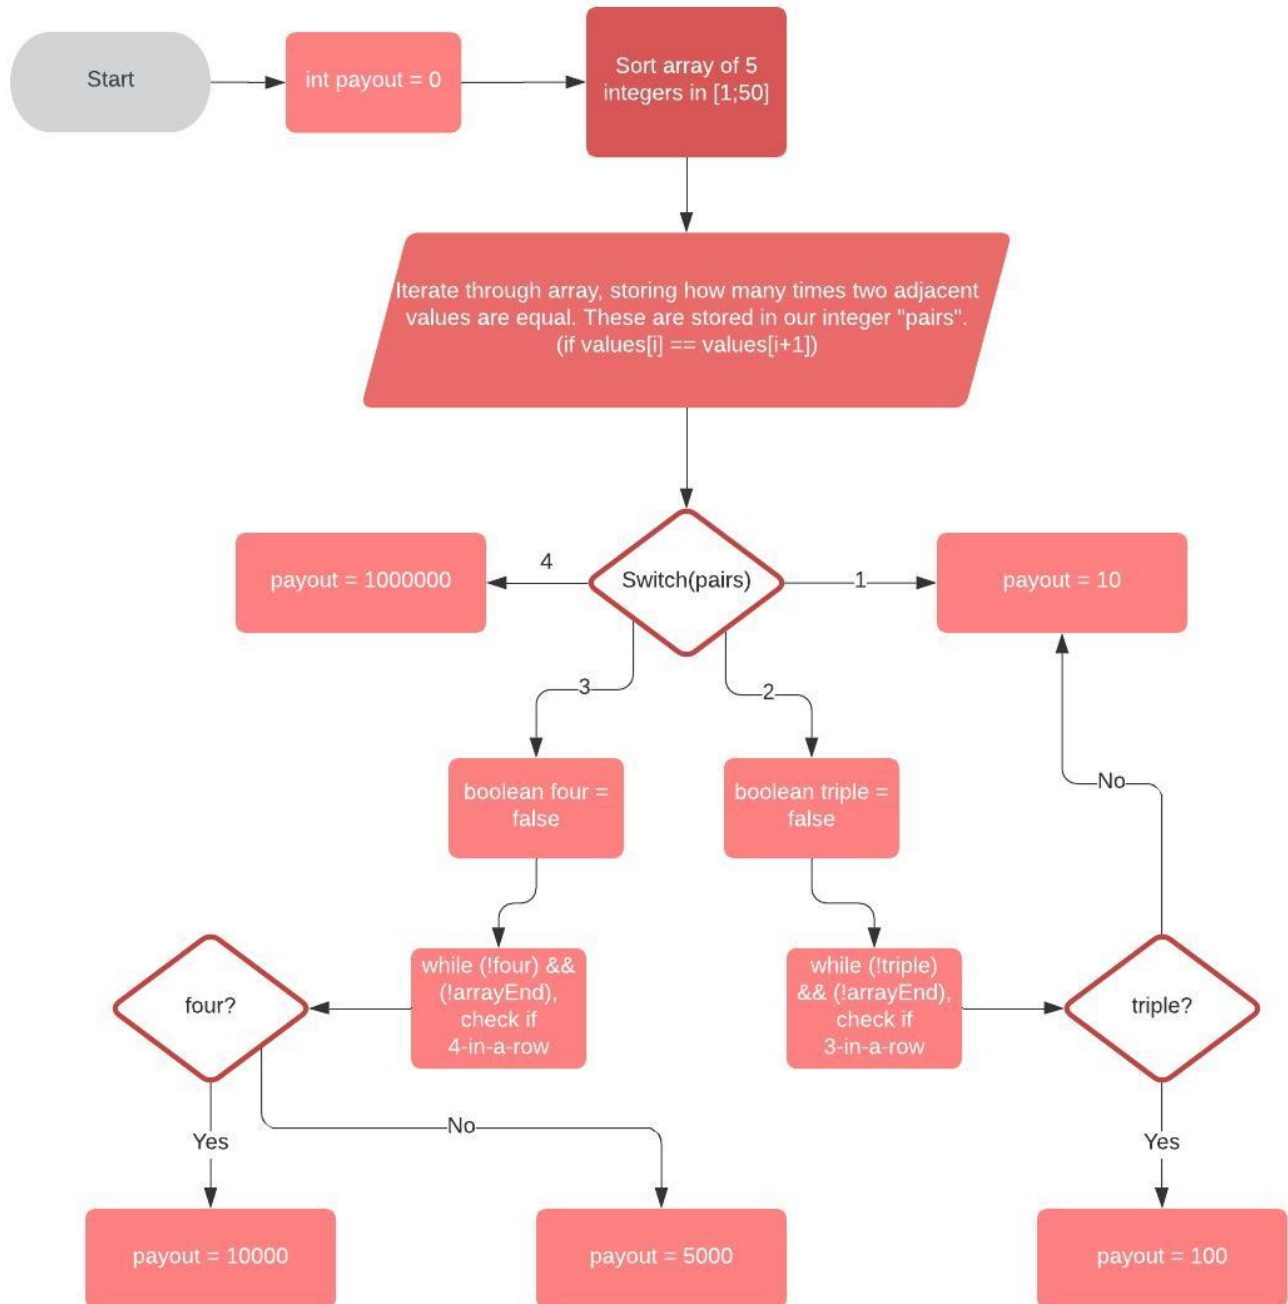 Start
int payout = 0
Sort array of 5
integers in [1;50]
Iterate through array, storing how many times two adjacent
values are equal. These are stored in our integer "pairs".
(if values[i] == values[i+1])
4
Switch(pairs)
1
payout = 1000000
payout = 10
3
2
boolean four =
false
boolean triple =
false
No
while (!four) &&
(!arrayEnd),
check if
4-in-a-row
while (!triple)
&& (!arrayEnd),
check if
3-in-a-row
four?
triple?
Yes
No
Yes
payout = 10000
payout = 5000
payout = 100